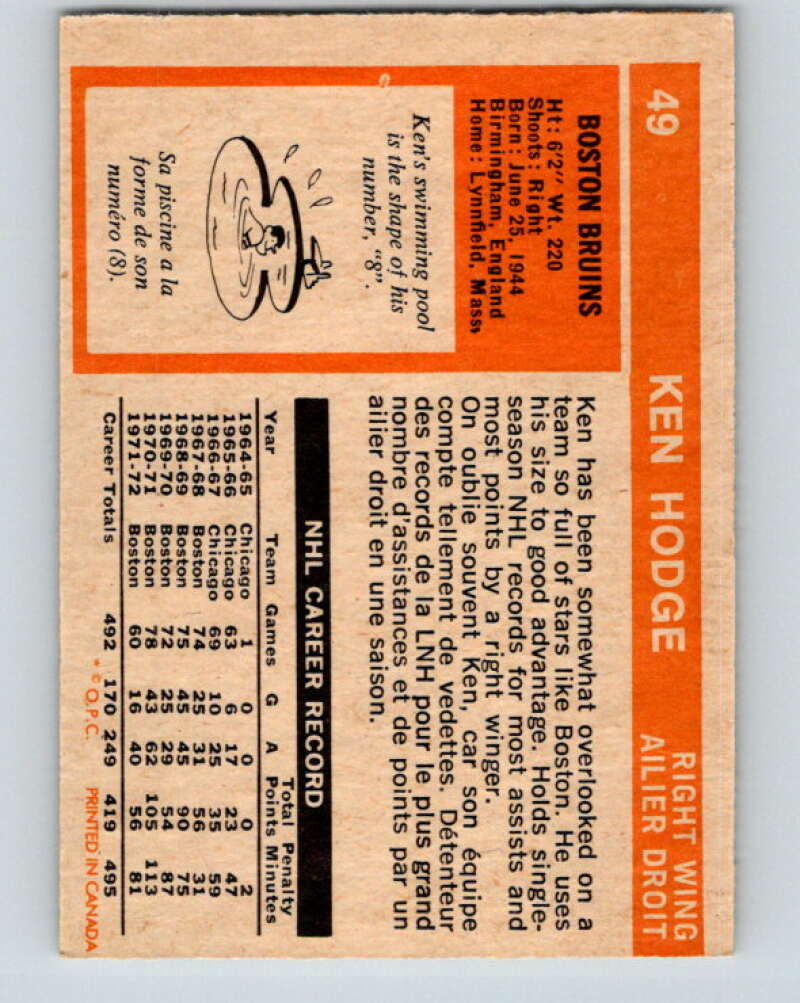 49 KEN HODGE RIGHT WING
AILIER DROIT
BOSTON BRUINS
Ht: 6'2" Wt. 220
Shoots: Right
Born: June 25, 1944
Birmingham, England
Home: Lynnfield, Mass.
Ken's swimming pool
is the shape of his
number, "8".
Sa piscine a la
forme de son
numéro (8).
Ken has been somewhat overlooked on a
team so full of stars like Boston. He uses
his size to good advantage. Holds single-
season NHL records for most assists and
most points by a right winger.
On oublie souvent Ken, car son équipe
compte tellement de vedettes. Détenteur
des records de la LNH pour le plus grand
nombre d'assistances et de points par un
ailier droit en une saison.
NHL CAREER RECORD
Total Penalty
Year Team Games G A Points Minutes
1964-65 Chicago 1 0 0 0 2
1965-66 Chicago 63 6 17 23 47
1966-67 Chicago 69 10 25 35 59
1967-68 Boston 74 25 31 56 31
1968-69 Boston 75 45 45 90 75
1969-70 Boston 72 25 29 54 87
1970-71 Boston 78 43 62 105 113
1971-72 Boston 60 16 40 56 81
Career Totals 492 170 249 419 495
* © O.P.C. PRINTED IN CANADA